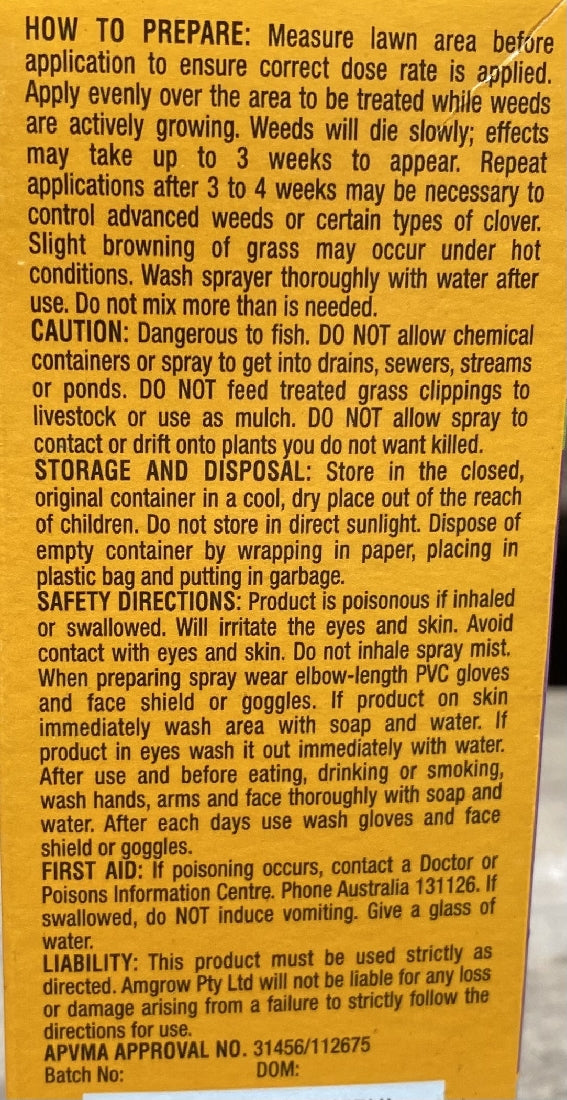 HOW TO PREPARE: Measure lawn area before
application to ensure correct dose rate is applied.
Apply evenly over the area to be treated while weeds
are actively growing. Weeds will die slowly; effects
may take up to 3 weeks to appear. Repeat
applications after 3 to 4 weeks may be necessary to
control advanced weeds or certain types of clover.
Slight browning of grass may occur under hot
conditions. Wash sprayer thoroughly with water after
use. Do not mix more than is needed.
CAUTION: Dangerous to fish. DO NOT allow chemical
containers or spray to get into drains, sewers, streams
or ponds. DO NOT feed treated grass clippings to
livestock or use as mulch. DO NOT allow spray to
contact or drift onto plants you do not want killed.
STORAGE AND DISPOSAL: Store in the closed,
original container in a cool, dry place out of the reach
of children. Do not store in direct sunlight. Dispose of
empty container by wrapping in paper, placing in
plastic bag and putting in garbage.
SAFETY DIRECTIONS: Product is poisonous if inhaled
or swallowed. Will irritate the eyes and skin. Avoid
contact with eyes and skin. Do not inhale spray mist.
When preparing spray wear elbow-length PVC gloves
and face shield or goggles. If product on skin
immediately wash area with soap and water. If
product in eyes wash it out immediately with water.
After use and before eating, drinking or smoking,
wash hands, arms and face thoroughly with soap and
water. After each days use wash gloves and face
shield or goggles.
FIRST AID: If poisoning occurs, contact a Doctor or
Poisons Information Centre. Phone Australia 131126. If
swallowed, do NOT induce vomiting. Give a glass of
water.
LIABILITY: This product must be used strictly as
directed. Amgrow Pty Ltd will not be liable for any loss
or damage arising from a failure to strictly follow the
directions for use.
APVMA APPROVAL NO. 31456/112675
Batch No: DOM: